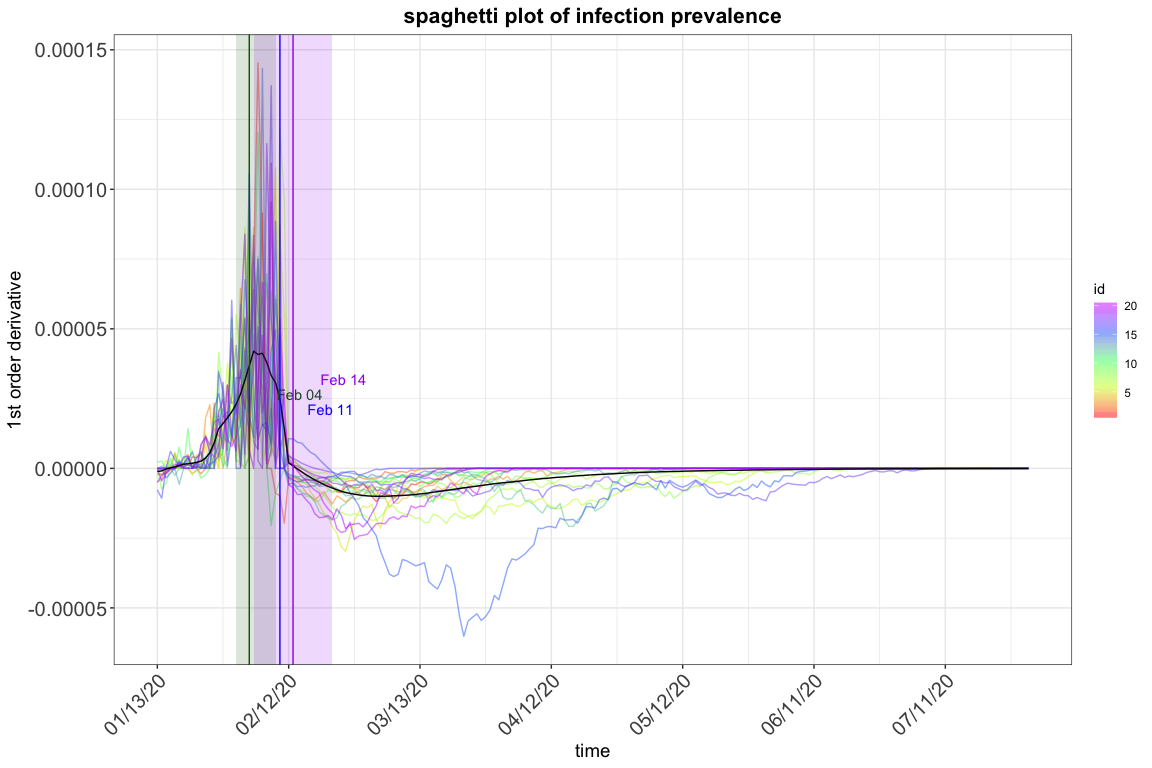 spaghetti plot of infection prevalence
0.00015
0.00010
0.00005
0.00000
-0.00005
1st order derivative
Feb 14
Feb 04
Feb 11
01/13/20
02/12/20
03/13/20
04/12/20
05/12/20
06/11/20
07/11/20
time
id
20
15
10
5